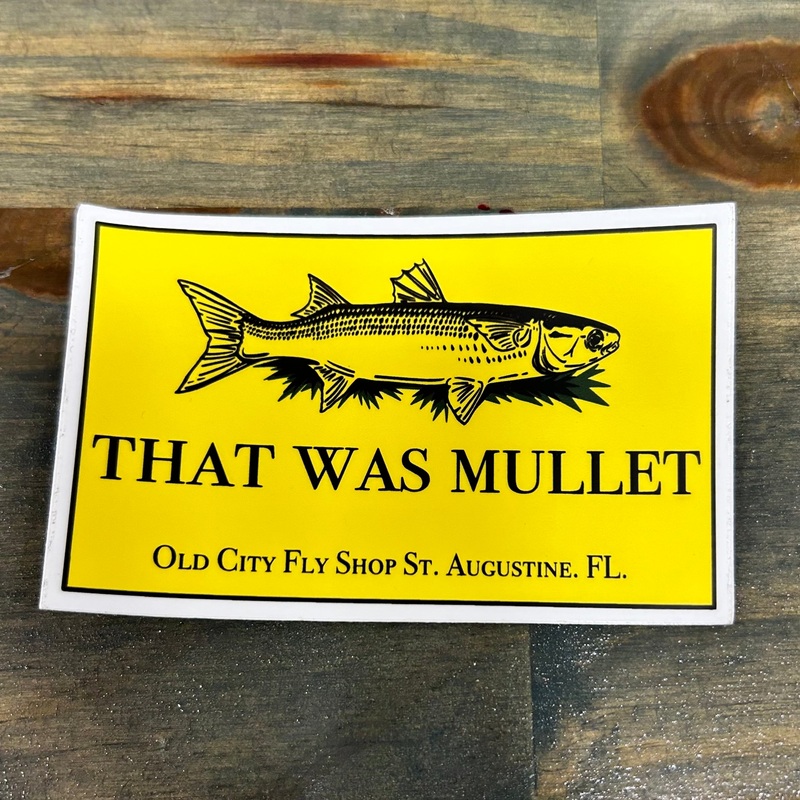 THAT WAS MULLET
OLD CITY FLY SHOP ST. AUGUSTINE. FL.